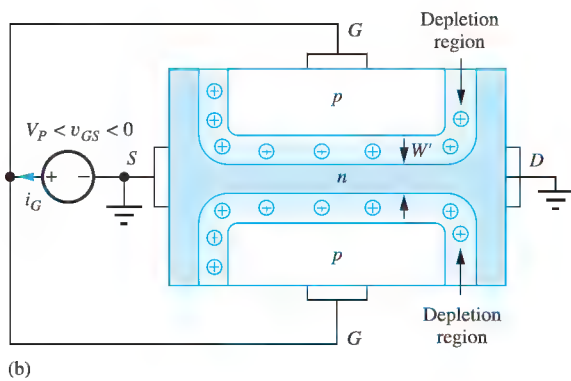 G
Depletion
region
p
V_P < v_GS < 0
S
+
−
i_G
n
W'
D
p
G
Depletion
region
(b)